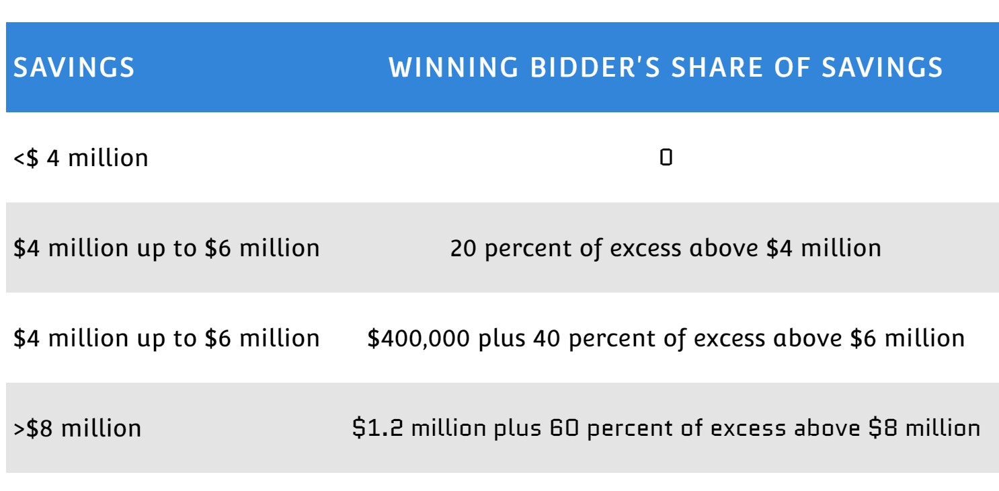 SAVINGS WINNING BIDDER'S SHARE OF SAVINGS
<$ 4 million 0
$4 million up to $6 million 20 percent of excess above $4 million
$4 million up to $6 million $400,000 plus 40 percent of excess above $6 million
>$8 million $1.2 million plus 60 percent of excess above $8 million